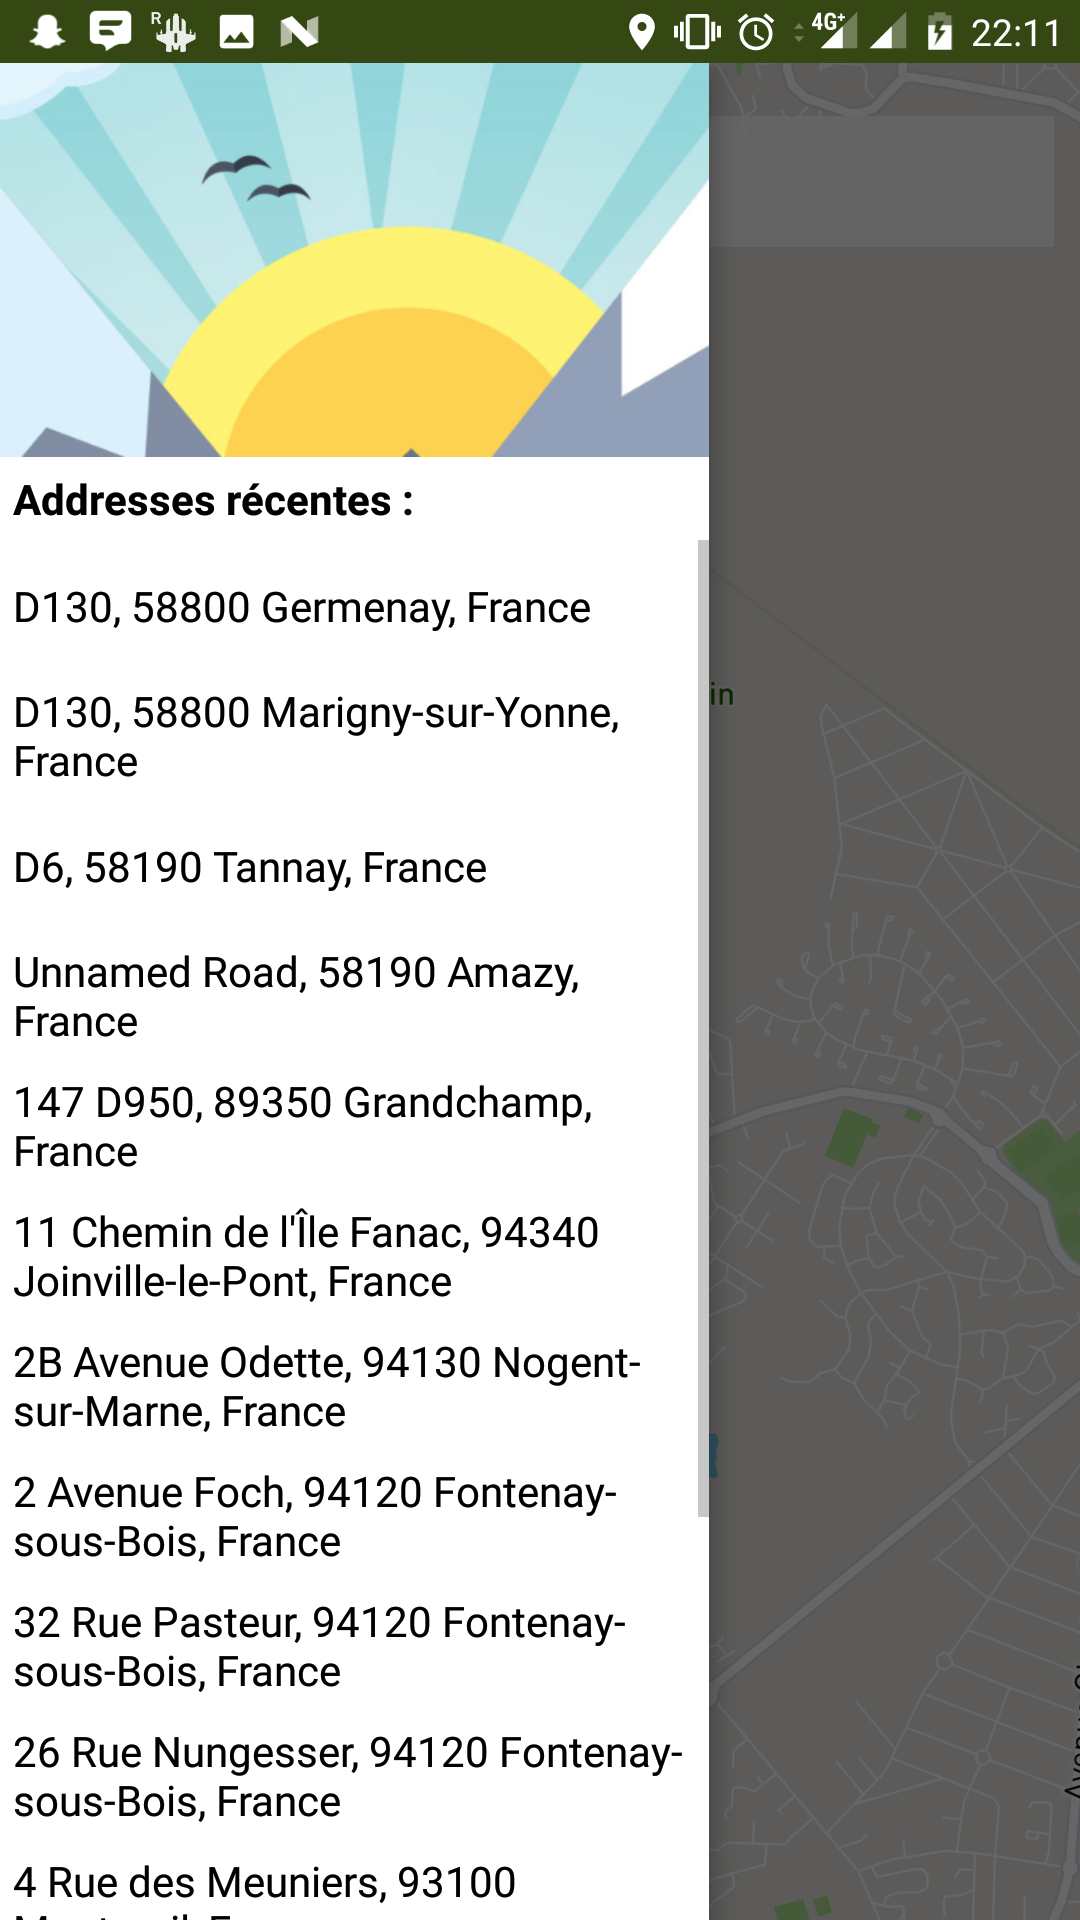 R
4G+ 22:11
Addresses récentes :
D130, 58800 Germenay, France
D130, 58800 Marigny-sur-Yonne,
France
D6, 58190 Tannay, France
Unnamed Road, 58190 Amazy,
France
147 D950, 89350 Grandchamp,
France
11 Chemin de l'Île Fanac, 94340
Joinville-le-Pont, France
2B Avenue Odette, 94130 Nogent-
sur-Marne, France
2 Avenue Foch, 94120 Fontenay-
sous-Bois, France
32 Rue Pasteur, 94120 Fontenay-
sous-Bois, France
26 Rue Nungesser, 94120 Fontenay-
sous-Bois, France
4 Rue des Meuniers, 93100
in
Avenue